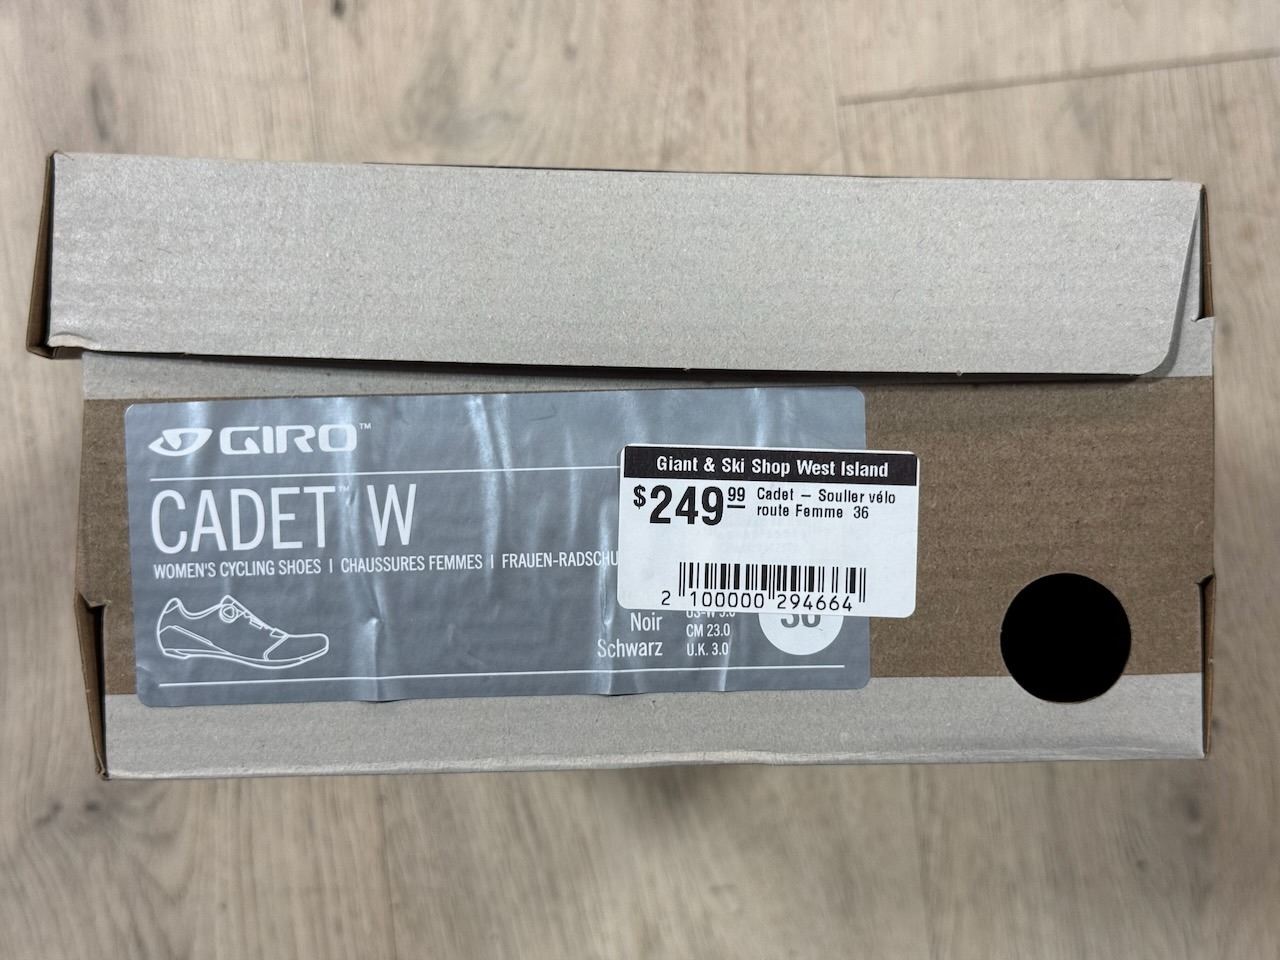 GIRO™
CADET™ W
WOMEN'S CYCLING SHOES | CHAUSSURES FEMMES | FRAUEN-RADSCHU
Giant & Ski Shop West Island
$249 99 Cadet – Soulier vélo
route Femme 36
2 100000 294664
Noir
CM 23.0
Schwarz
U.K. 3.0